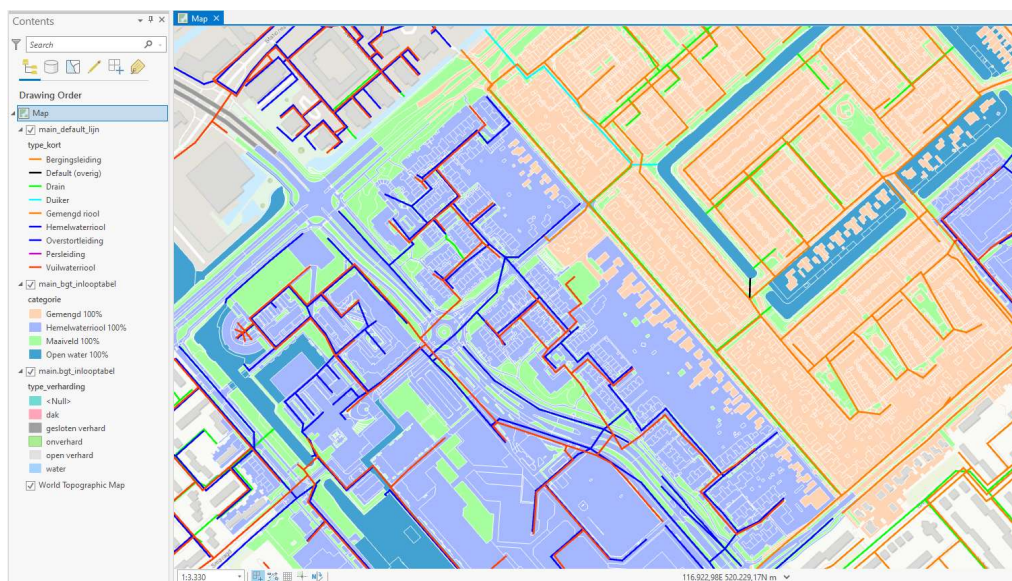 Contents
Map
Search
Drawing Order
Map
main_default_lijn
type_kort
Bergingsleiding
Default (overig)
Drain
Duiker
Gemengd riool
Hemelwaterriool
Overstortleiding
Persleiding
Vuilwaterriool
main_bgt_inlooptabel
categorie
Gemengd 100%
Hemelwaterriool 100%
Maaiveld 100%
Open water 100%
main.bgt_inlooptabel
type_verharding
<Null>
dak
gesloten verhard
onverhard
open verhard
water
World Topographic Map
1:3.330
116.922,98E 520.229,17N m